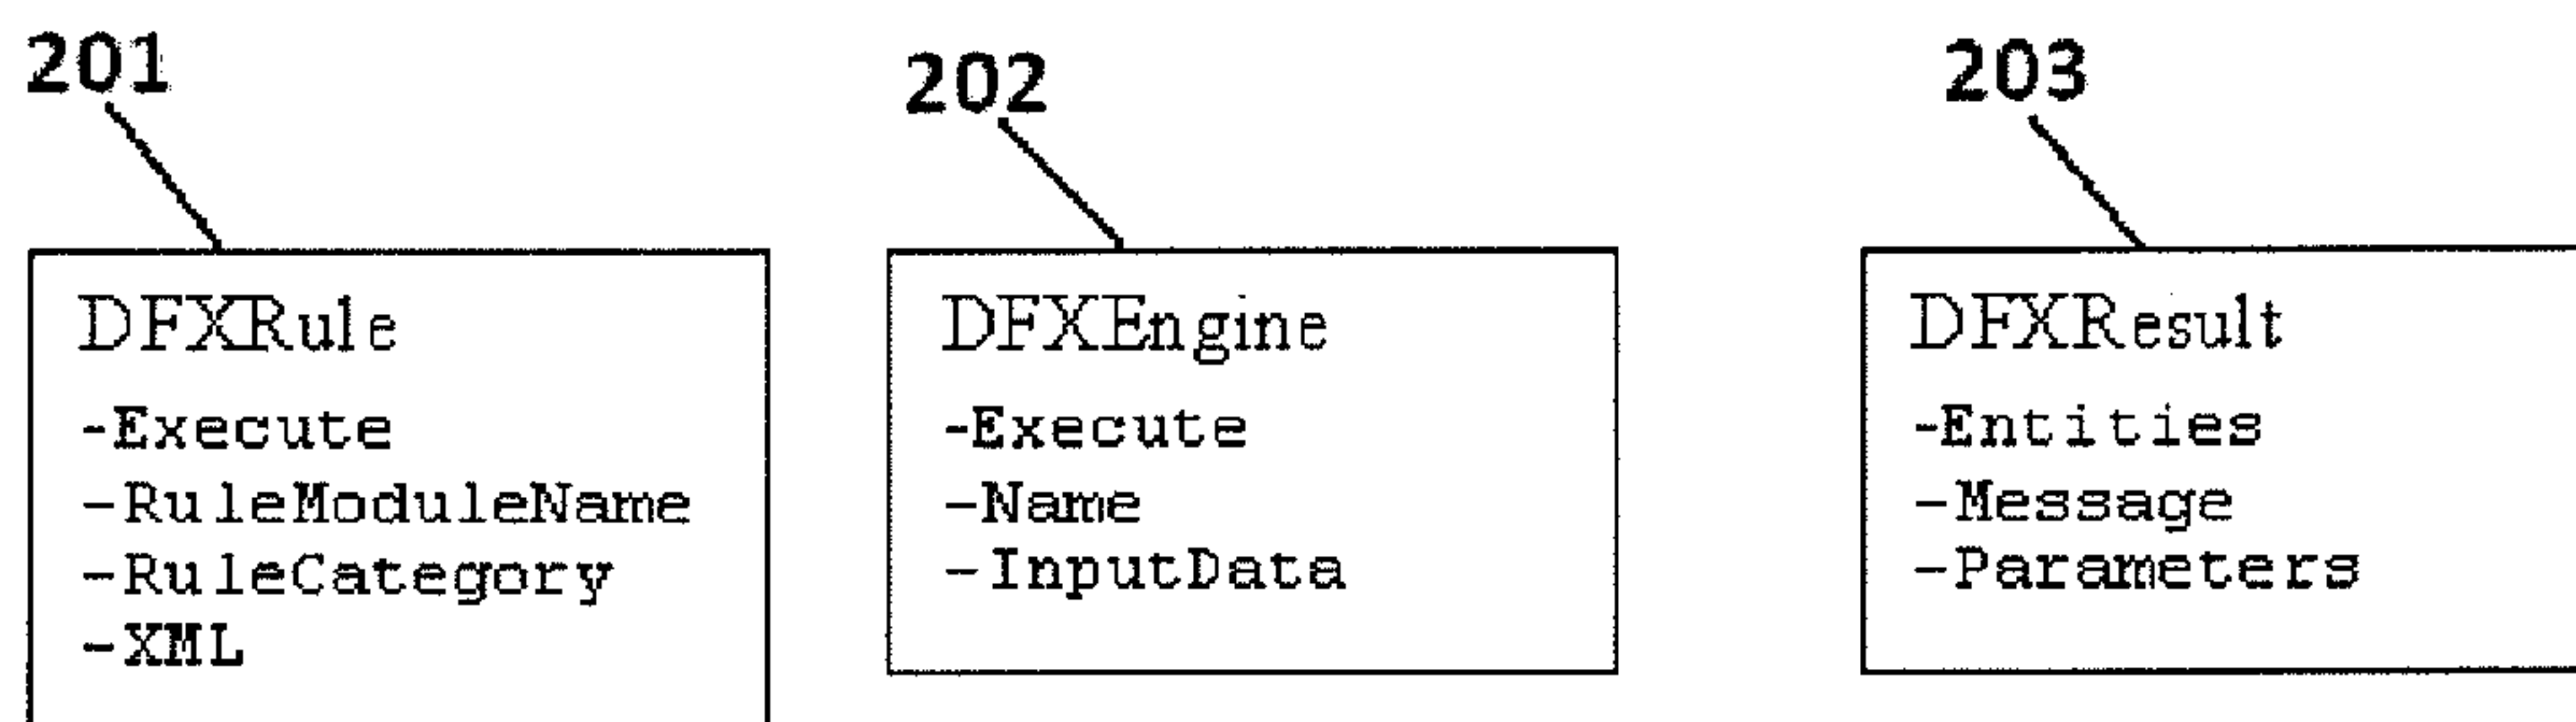 201
202
203
DFXRule
-Execute
-RuleModuleName
-RuleCategory
-XML
DFXEngine
-Execute
-Name
-InputData
DFXResult
-Entities
-Message
-Parameters